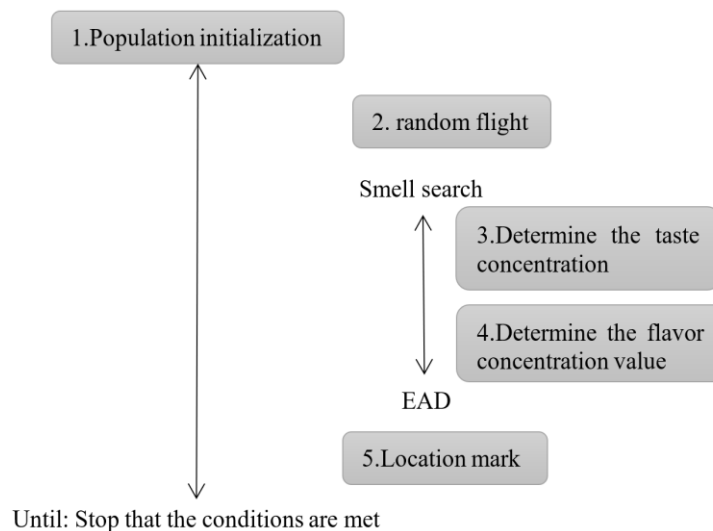 1.Population initialization
2. random flight
Smell search
3.Determine the taste
concentration
4.Determine the flavor
concentration value
EAD
5.Location mark
Until: Stop that the conditions are met